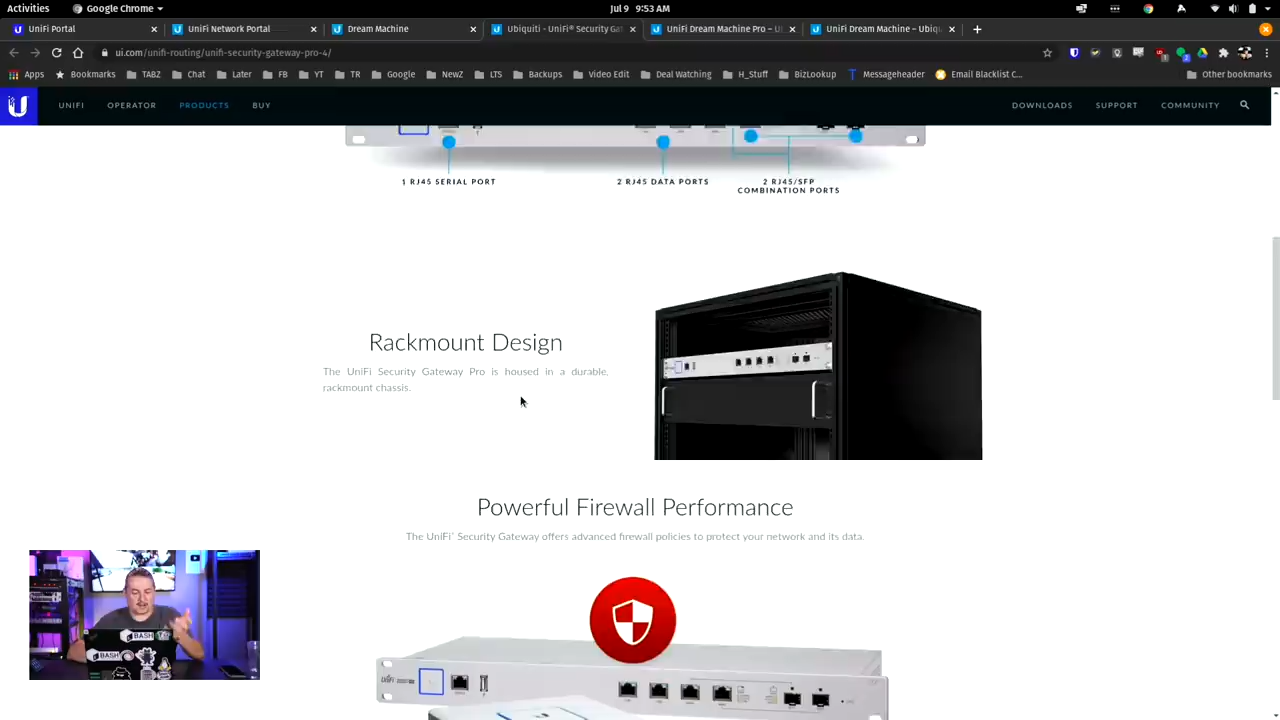 Activities
Google Chrome
Jul 9 9:53 AM
UniFi Portal
UniFi Network Portal
Dream Machine
Ubiquiti - UniFi® Security Gat
UniFi Dream Machine Pro – U
UniFi Dream Machine – Ubiq
ui.com/unifi-routing/unifi-security-gateway-pro-4/
Apps
Bookmarks
TABZ
Chat
Later
FB
YT
TR
Google
NewZ
LTS
Backups
Video Edit
Deal Watching
H_Stuff
BizLookup
Messageheader
Email Blacklist C...
Other bookmarks
UNIFI
OPERATOR
PRODUCTS
BUY
DOWNLOADS
SUPPORT
COMMUNITY
1 RJ45 SERIAL PORT
2 RJ45 DATA PORTS
2 RJ45/SFP
COMBINATION PORTS
Rackmount Design
The UniFi Security Gateway Pro is housed in a durable,
rackmount chassis.
Powerful Firewall Performance
The UniFi® Security Gateway offers advanced firewall policies to protect your network and its data.
BASH
BASH
UniFi